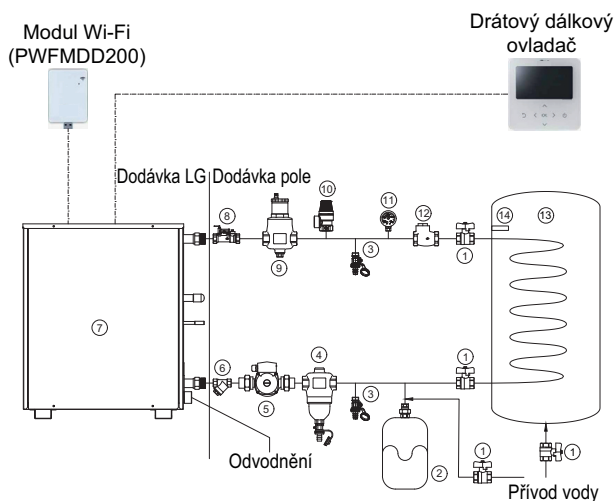 Modul Wi-Fi
(PWFMDD200)
Drátový dálkový
ovladač
Dodávka LG
Dodávka pole
8
9
10
11
12
3
1
14
13
7
6
5
4
3
2
1
1
1
Odvodnění
Přívod vody